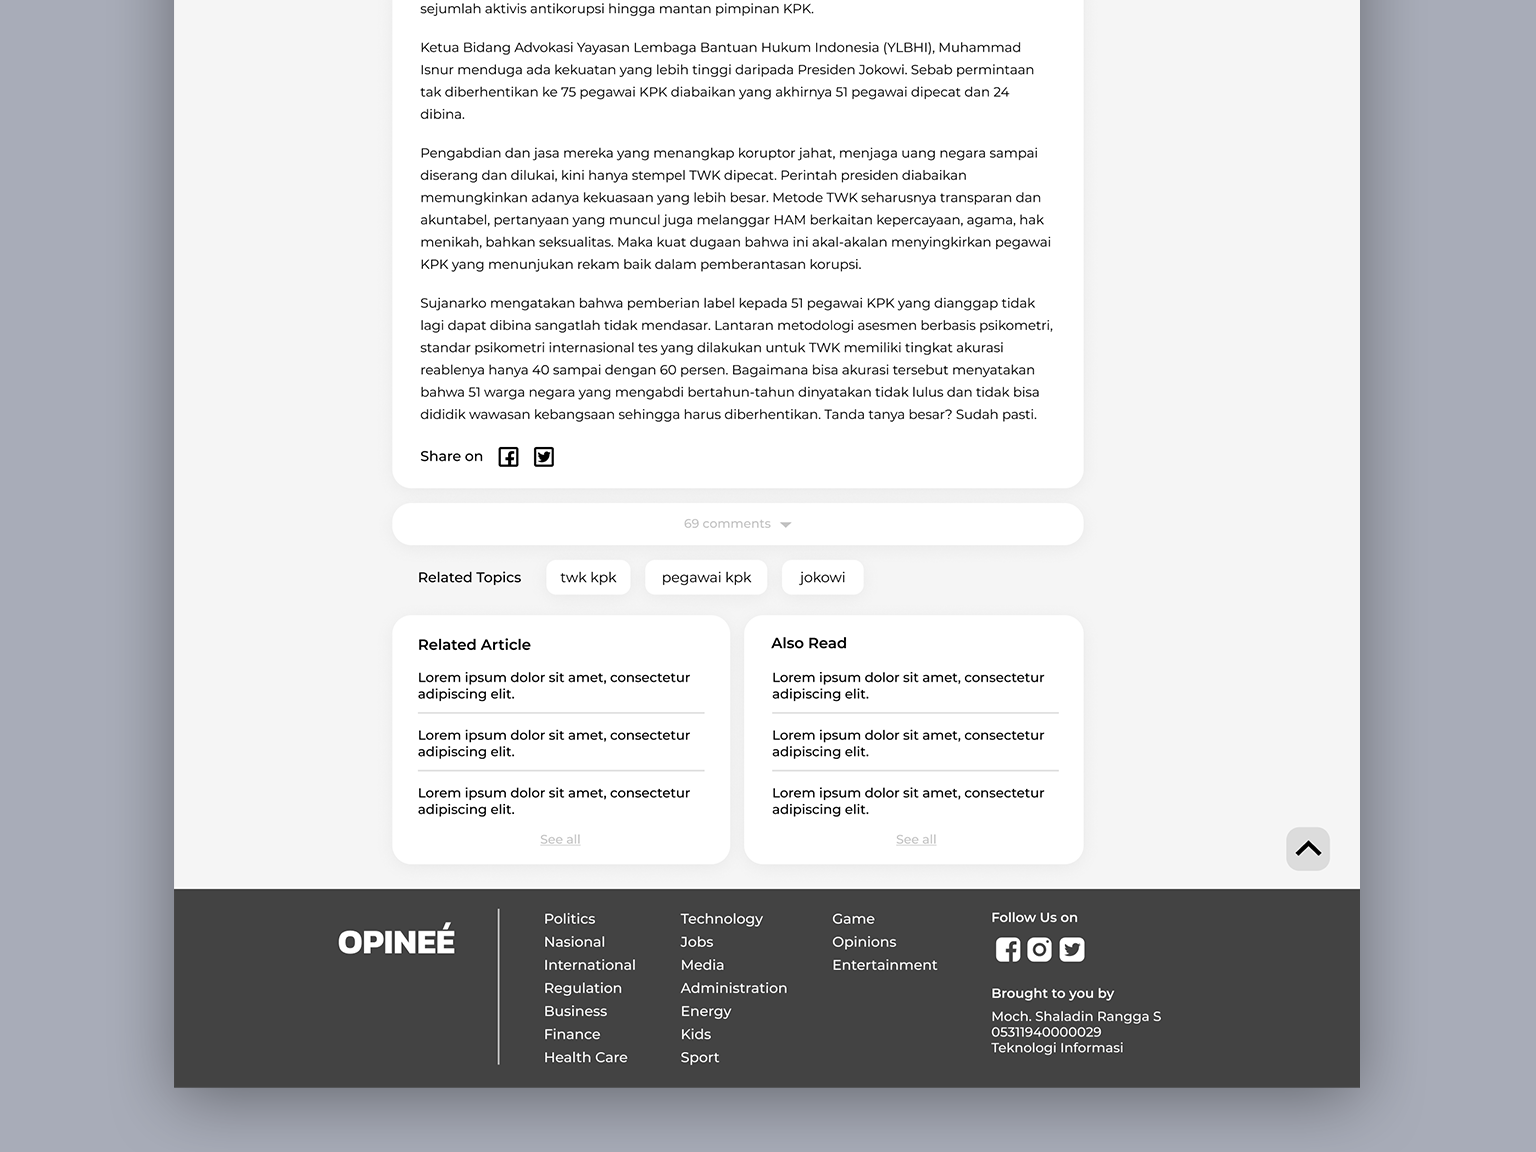 sejumlah aktivis antikorupsi hingga mantan pimpinan KPK.
Ketua Bidang Advokasi Yayasan Lembaga Bantuan Hukum Indonesia (YLBHI), Muhammad
Isnur menduga ada kekuatan yang lebih tinggi daripada Presiden Jokowi. Sebab permintaan
tak diberhentikan ke 75 pegawai KPK diabaikan yang akhirnya 51 pegawai dipecat dan 24
dibina.
Pengabdian dan jasa mereka yang menangkap koruptor jahat, menjaga uang negara sampai
diserang dan dilukai, kini hanya stempel TWK dipecat. Perintah presiden diabaikan
memungkinkan adanya kekuasaan yang lebih besar. Metode TWK seharusnya transparan dan
akuntabel, pertanyaan yang muncul juga melanggar HAM berkaitan kepercayaan, agama, hak
menikah, bahkan seksualitas. Maka kuat dugaan bahwa ini akal-akalan menyingkirkan pegawai
KPK yang menunjukan rekam baik dalam pemberantasan korupsi.
Sujanarko mengatakan bahwa pemberian label kepada 51 pegawai KPK yang dianggap tidak
lagi dapat dibina sangatlah tidak mendasar. Lantaran metodologi asesmen berbasis psikometri,
standar psikometri internasional tes yang dilakukan untuk TWK memiliki tingkat akurasi
reablenya hanya 40 sampai dengan 60 persen. Bagaimana bisa akurasi tersebut menyatakan
bahwa 51 warga negara yang mengabdi bertahun-tahun dinyatakan tidak lulus dan tidak bisa
dididik wawasan kebangsaan sehingga harus diberhentikan. Tanda tanya besar? Sudah pasti.
Share on
69 comments
Related Topics
twk kpk
pegawai kpk
jokowi
Related Article
Lorem ipsum dolor sit amet, consectetur
adipiscing elit.
Lorem ipsum dolor sit amet, consectetur
adipiscing elit.
Lorem ipsum dolor sit amet, consectetur
adipiscing elit.
See all
Also Read
Lorem ipsum dolor sit amet, consectetur
adipiscing elit.
Lorem ipsum dolor sit amet, consectetur
adipiscing elit.
Lorem ipsum dolor sit amet, consectetur
adipiscing elit.
See all
OPINEÉ
Politics
Nasional
International
Regulation
Business
Finance
Health Care
Technology
Jobs
Media
Administration
Energy
Kids
Sport
Game
Opinions
Entertainment
Follow Us on
Brought to you by
Moch. Shaladin Rangga S
05311940000029
Teknologi Informasi